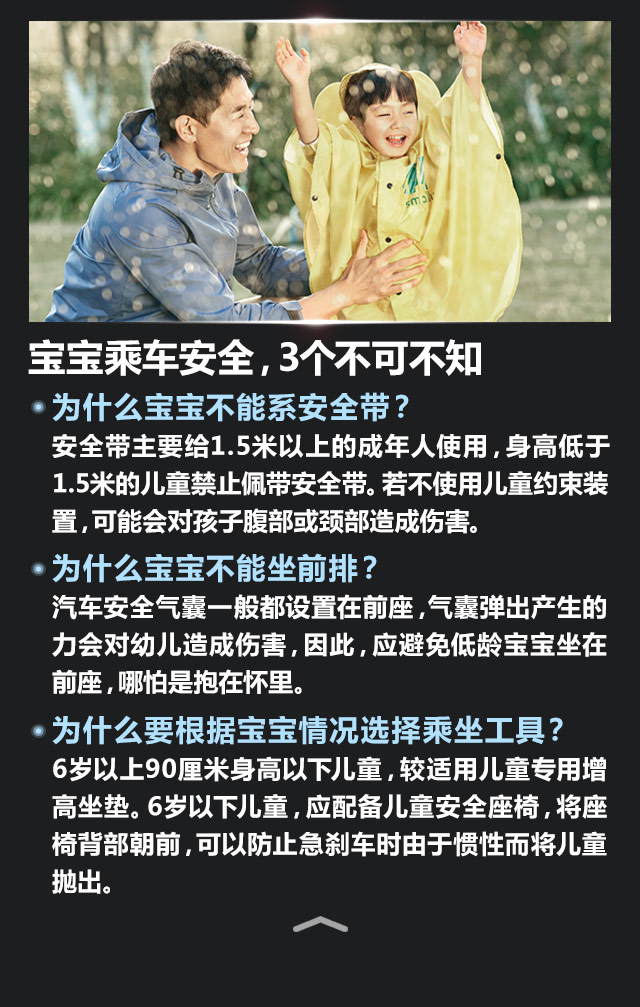 smally
宝宝乘车安全，3个不可不知
为什么宝宝不能系安全带？
安全带主要给1.5米以上的成年人使用，身高低于
1.5米的儿童禁止佩带安全带。若不使用儿童约束装
置，可能会对孩子腹部或颈部造成伤害。
为什么宝宝不能坐前排？
汽车安全气囊一般都设置在前座，气囊弹出产生的
力会对幼儿造成伤害，因此，应避免低龄宝宝坐在
前座，哪怕是抱在怀里。
为什么要根据宝宝情况选择乘坐工具？
6岁以上90厘米身高以下儿童，较适用儿童专用增
高坐垫。6岁以下儿童，应配备儿童安全座椅，将座
椅背部朝前，可以防止急刹车时由于惯性而将儿童
抛出。